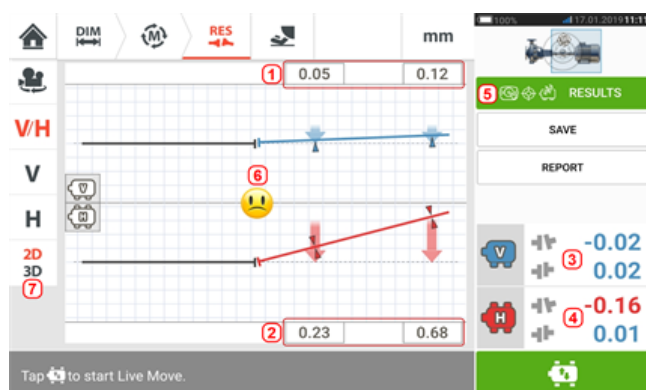 100% 17.01.2019 11:11
DIM M RES mm
1 0.05 0.12
5 RESULTS
SAVE
REPORT
V/H
V
H
2D
3D
7
V
H
6
V -0.02
3
0.02
H -0.16
4
0.01
2 0.23 0.68
Tap to start Live Move.